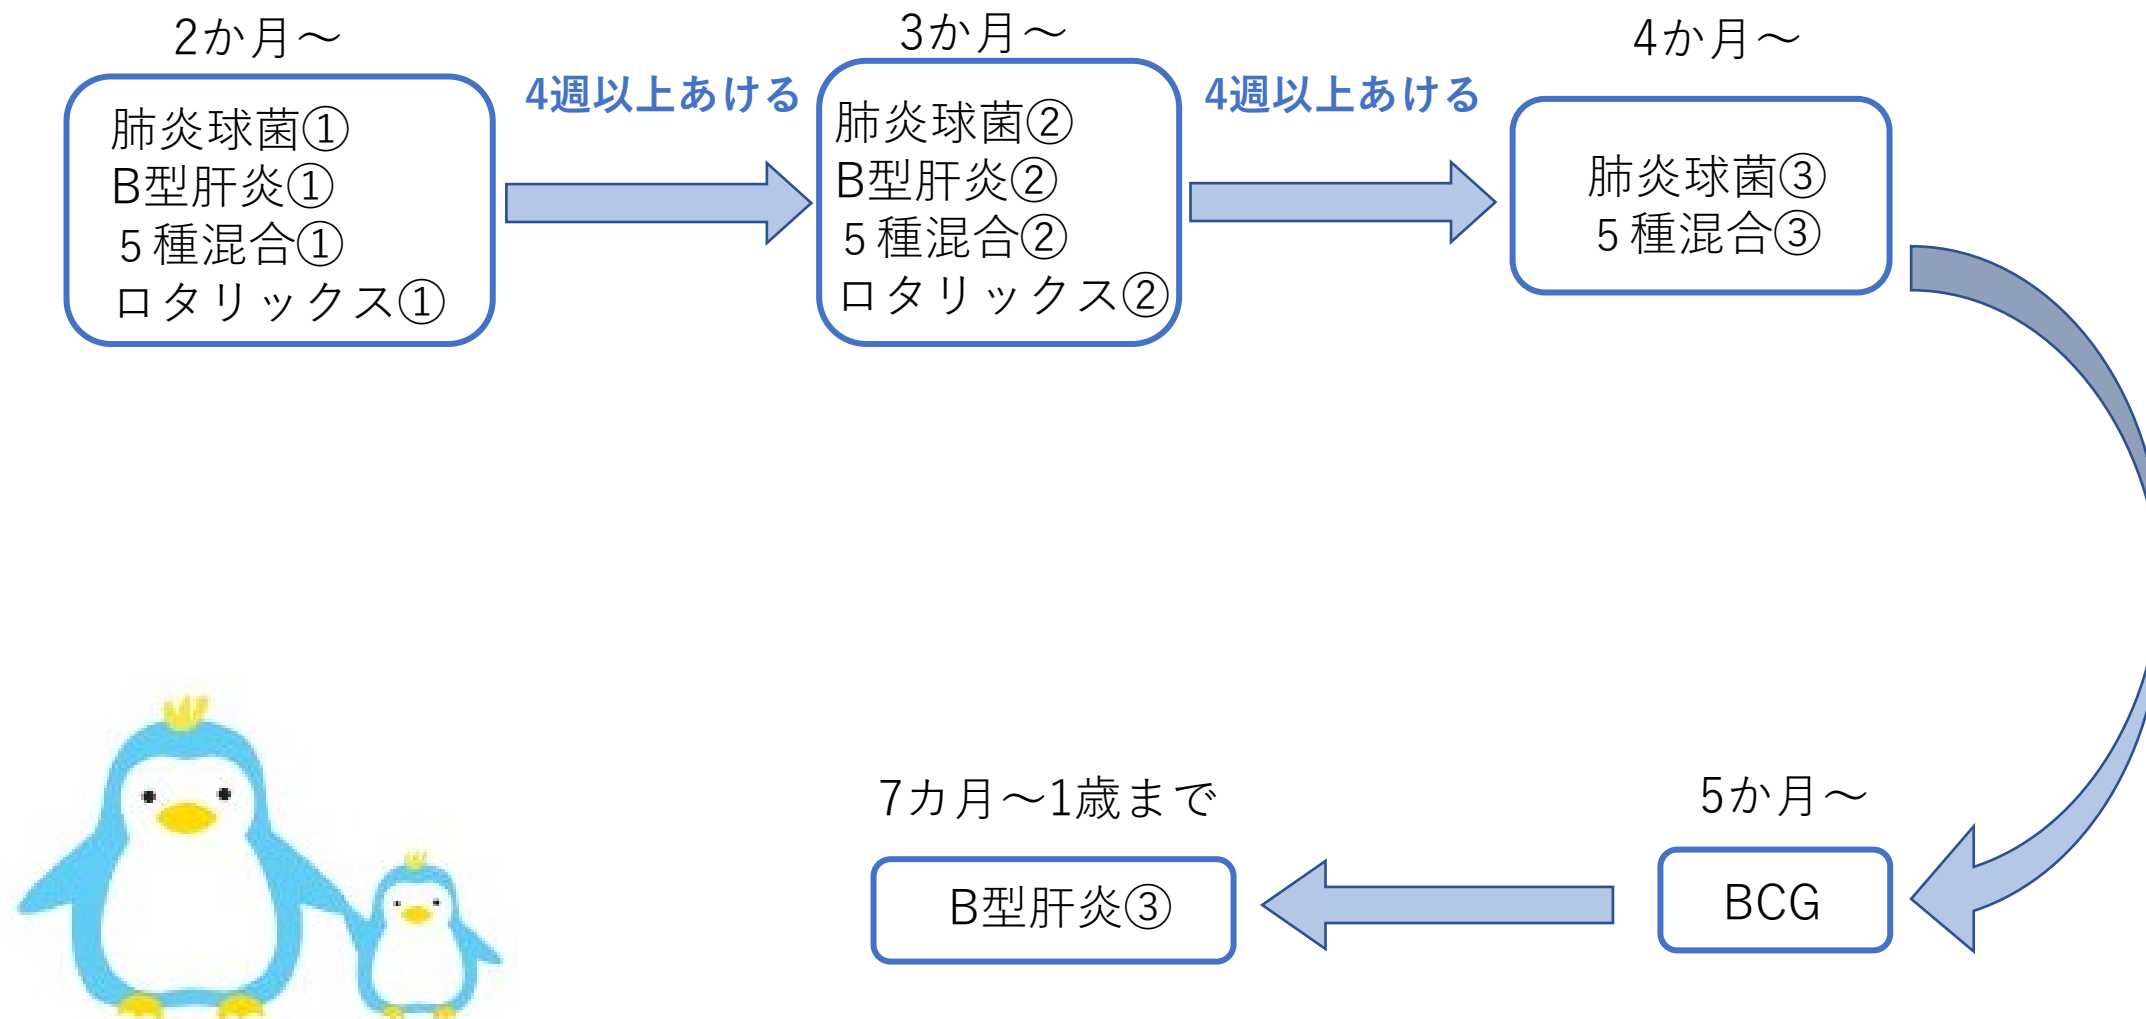 2か月～
肺炎球菌①
B型肝炎①
５種混合①
ロタリックス①
4週以上あける
3か月～
肺炎球菌②
B型肝炎②
５種混合②
ロタリックス②
4週以上あける
4か月～
肺炎球菌③
５種混合③
5か月～
BCG
7カ月～1歳まで
B型肝炎③